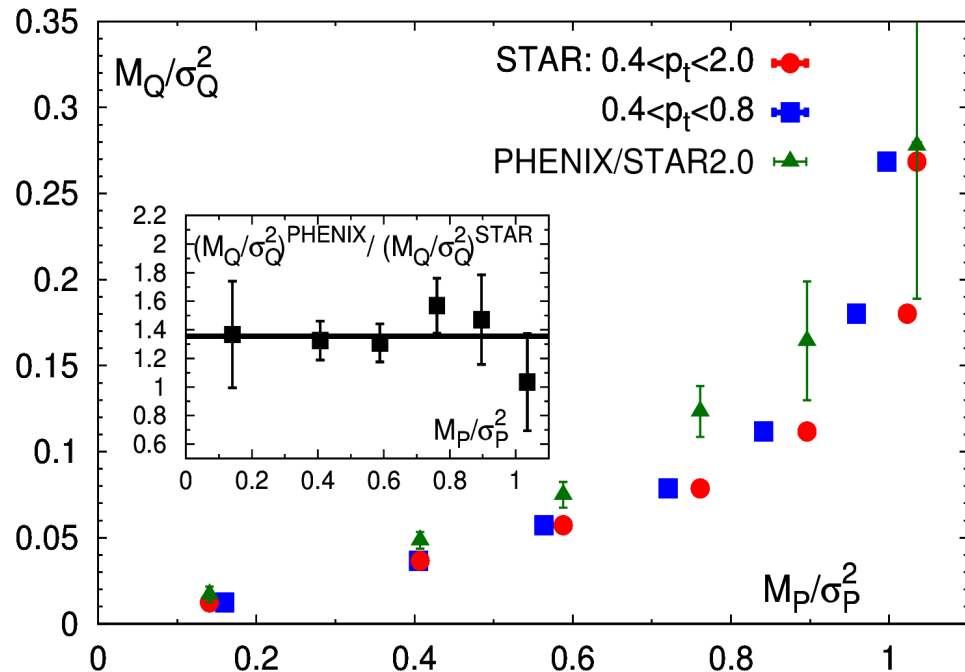 0.35
0.3
0.25
0.2
0.15
0.1
0.05
0
M_Q/σ_Q^2
STAR: 0.4<p_t<2.0
0.4<p_t<0.8
PHENIX/STAR2.0
2.2
2
1.8
1.6
1.4
1.2
1
0.8
0.6
(M_Q/σ_Q^2)^PHENIX / (M_Q/σ_Q^2)^STAR
M_P/σ_P^2
0 0.2 0.4 0.6 0.8 1
M_P/σ_P^2
0 0.2 0.4 0.6 0.8 1